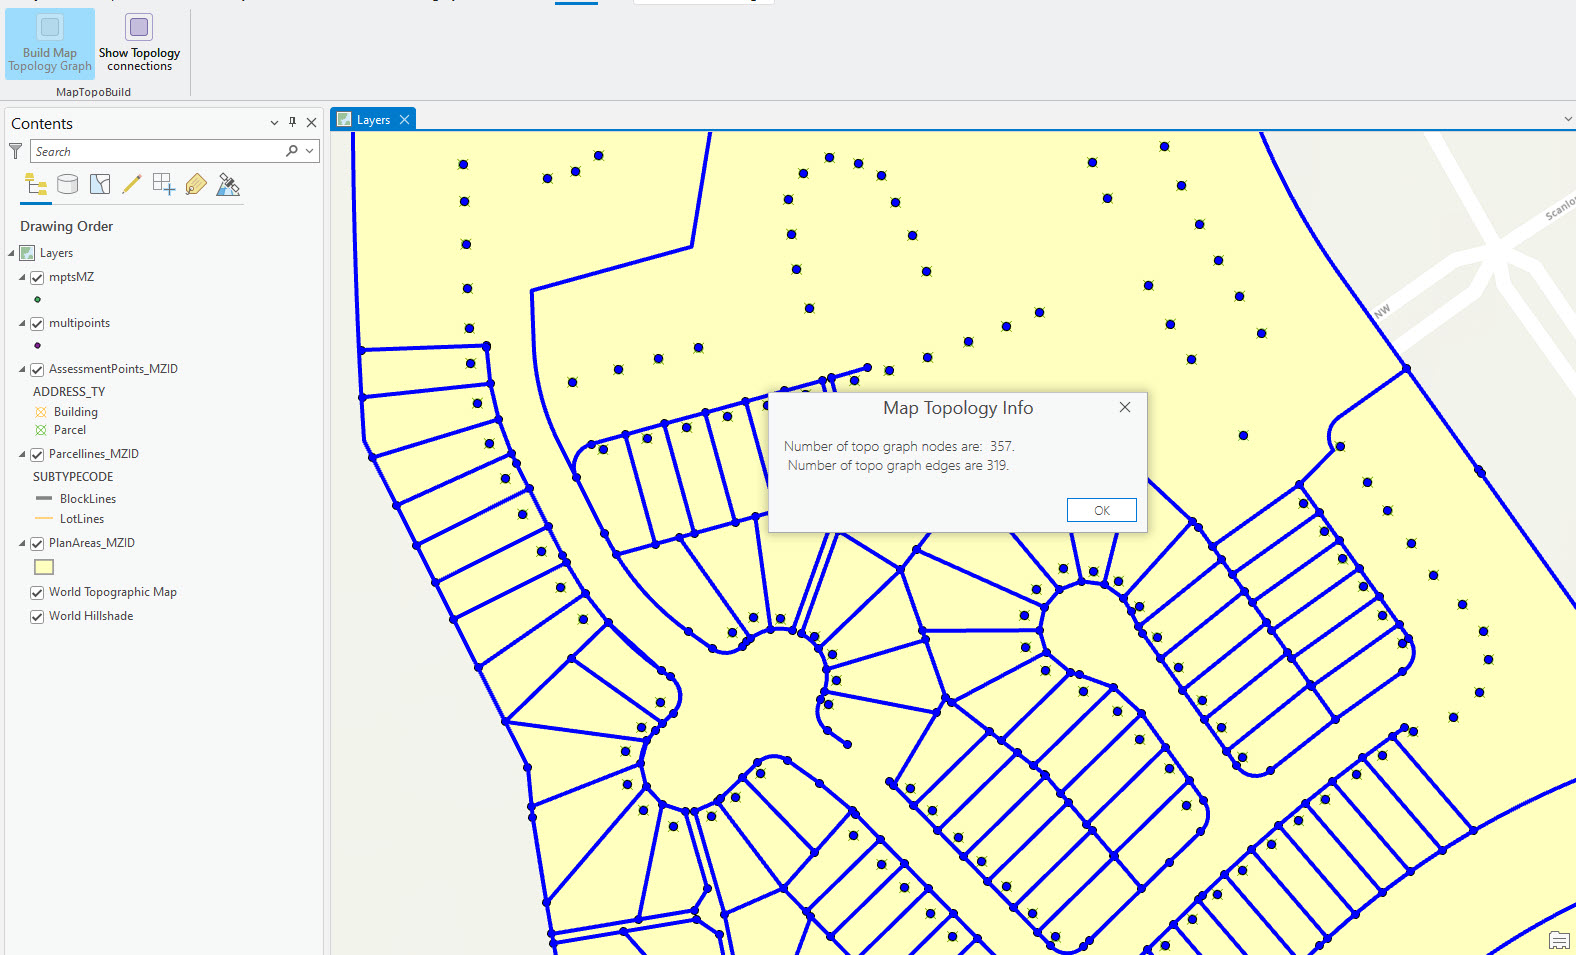 Build Map
Topology Graph
Show Topology
connections
MapTopoBuild
Contents
Search
Drawing Order
Layers
mptsMZ
multipoints
AssessmentPoints_MZID
ADDRESS_TY
Building
Parcel
Parcellines_MZID
SUBTYPECODE
BlockLines
LotLines
PlanAreas_MZID
World Topographic Map
World Hillshade
Layers
NW
Map Topology Info
Number of topo graph nodes are: 357.
Number of topo graph edges are 319.
OK